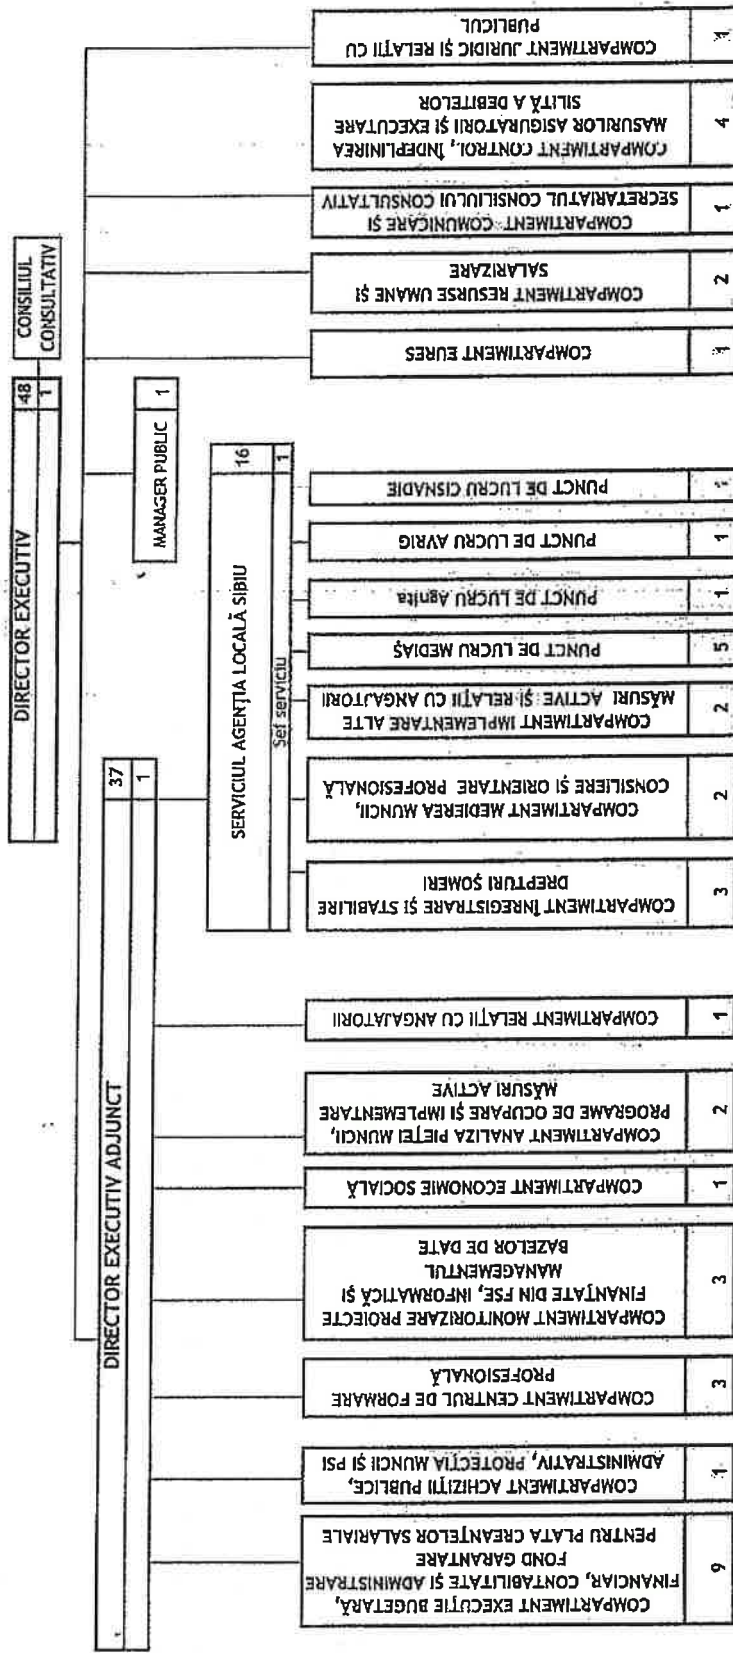 DIRECTOR EXECUTIV 48
1
CONSILIUL
CONSULTATIV
DIRECTOR EXECUTIV ADJUNCT 37
1
MANAGER PUBLIC 1
SERVICIUL AGENȚIA LOCALĂ SIBIU 16
Șef serviciu 1
COMPARTIMENT EXECUȚIE BUGETARĂ,
FINANCIAR, CONTABILITATE ȘI ADMINISTRARE
FOND GARANTARE
PENTRU PLATA CREANȚELOR SALARIALE
9
COMPARTIMENT ACHIZIȚII PUBLICE,
ADMINISTRATIV, PROTECȚIA MUNCII ȘI PSI
1
COMPARTIMENT CENTRUL DE FORMARE
PROFESIONALĂ
3
COMPARTIMENT MONITORIZARE PROIECTE
FINANȚATE DIN FSE, INFORMATICĂ ȘI
MANAGEMENTUL
BAZELOR DE DATE
3
COMPARTIMENT ECONOMIE SOCIALĂ
1
COMPARTIMENT ANALIZA PIEȚEI MUNCII,
PROGRAME DE OCUPARE ȘI IMPLEMENTARE
MĂSURI ACTIVE
2
COMPARTIMENT RELAȚII CU ANGAJATORII
1
COMPARTIMENT ÎNREGISTRARE ȘI STABILIRE
DREPTURI ȘOMERI
3
COMPARTIMENT MEDIEREA MUNCII,
CONSILIERE ȘI ORIENTARE PROFESIONALĂ
2
COMPARTIMENT IMPLEMENTARE ALTE
MĂSURI ACTIVE ȘI RELAȚII CU ANGAJATORII
2
PUNCT DE LUCRU MEDIAȘ
5
PUNCT DE LUCRU Agnita
1
PUNCT DE LUCRU AVRIG
1
PUNCT DE LUCRU CISNADIE
COMPARTIMENT EURES
1
COMPARTIMENT RESURSE UMANE ȘI
SALARIZARE
2
COMPARTIMENT COMUNICARE ȘI
SECRETARIATUL CONSILIULUI CONSULTATIV
1
COMPARTIMENT CONTROL, ÎNDEPLINIREA
MASURILOR ASIGURATORII ȘI EXECUTARE
SILITĂ A DEBITELOR
4
COMPARTIMENT JURIDIC ȘI RELAȚII CU
PUBLICUL
1